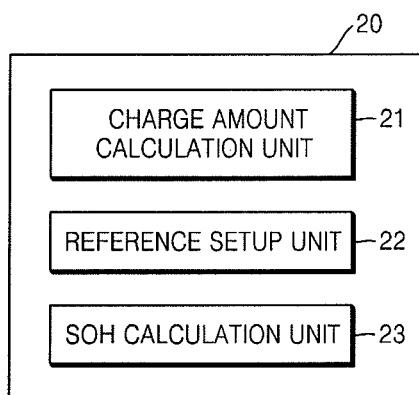 20
CHARGE AMOUNT
CALCULATION UNIT
21
REFERENCE SETUP UNIT
22
SOH CALCULATION UNIT
23